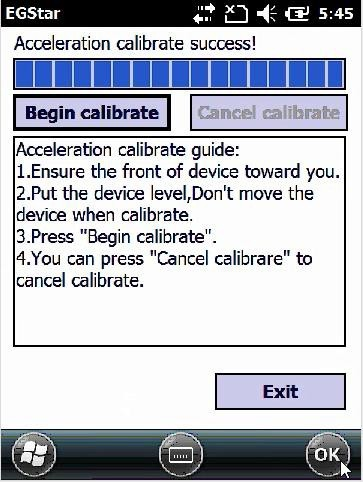 EGStar 5:45
Acceleration calibrate success!
Begin calibrate Cancel calibrate
Acceleration calibrate guide:
1.Ensure the front of device toward you.
2.Put the device level,Don't move the
device when calibrate.
3.Press "Begin calibrate".
4.You can press "Cancel calibrare" to
cancel calibrate.
Exit
OK